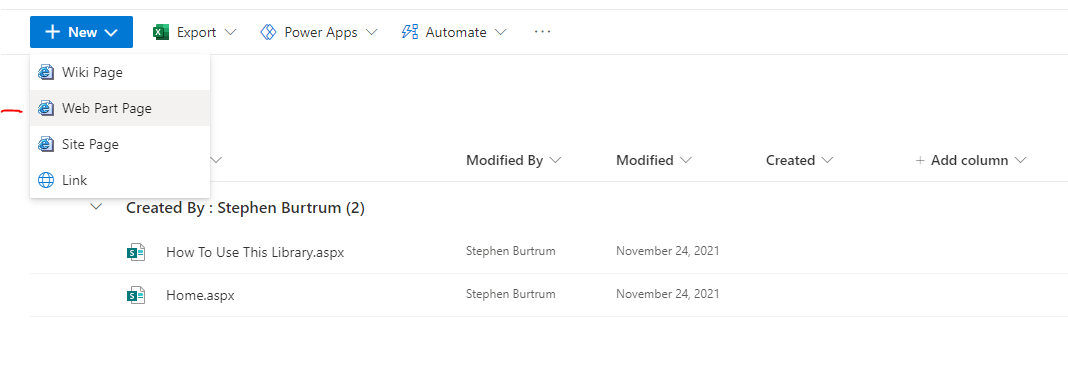 New Export Power Apps Automate ...
Wiki Page
Web Part Page
Site Page
Link
Modified By Modified Created + Add column
Created By : Stephen Burtrum (2)
How To Use This Library.aspx Stephen Burtrum November 24, 2021
Home.aspx Stephen Burtrum November 24, 2021